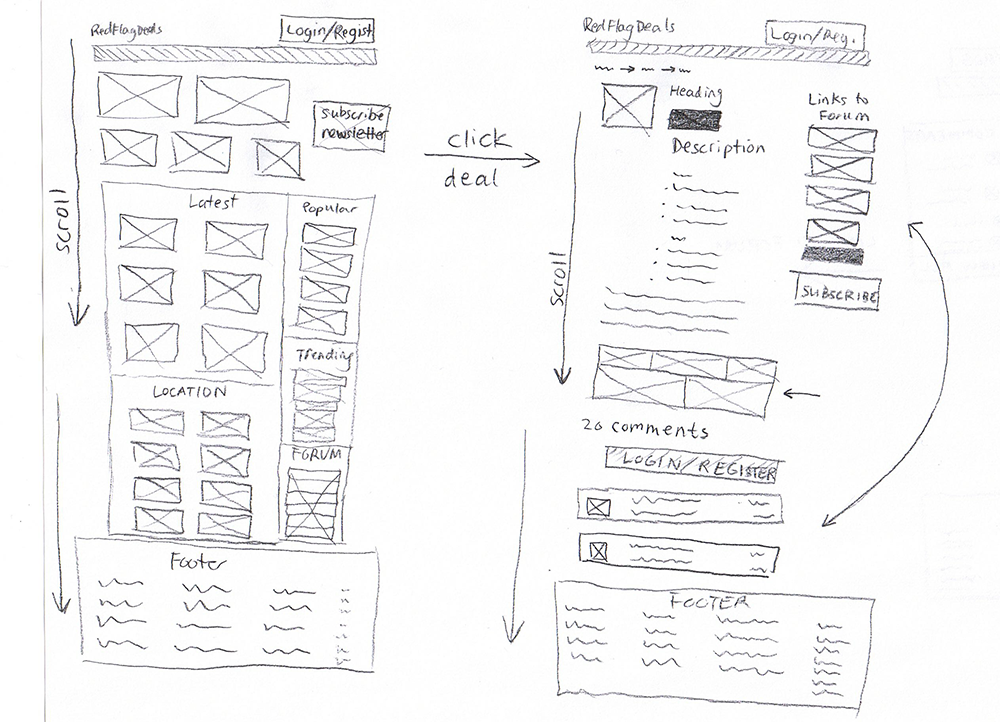 RedFlagDeals
Login/Regist
subscribe
newsletter
scroll
Latest
Popular
Trending
LOCATION
FORUM
Footer
click
deal
RedFlagDeals
Login/Reg.
Heading
Description
Links to
Forum
SUBSCRIBE
scroll
20 comments
LOGIN/REGISTER
FOOTER